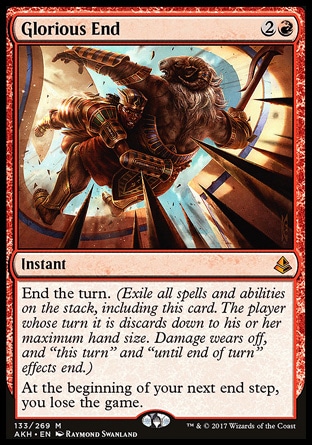 Glorious End 2
Instant
End the turn. (Exile all spells and abilities
on the stack, including this card. The player
whose turn it is discards down to his or her
maximum hand size. Damage wears off,
and "this turn" and "until end of turn"
effects end.)
At the beginning of your next end step,
you lose the game.
133/269 M
AKH • EN RAYMOND SWANLAND ™ & © 2017 Wizards of the Coast